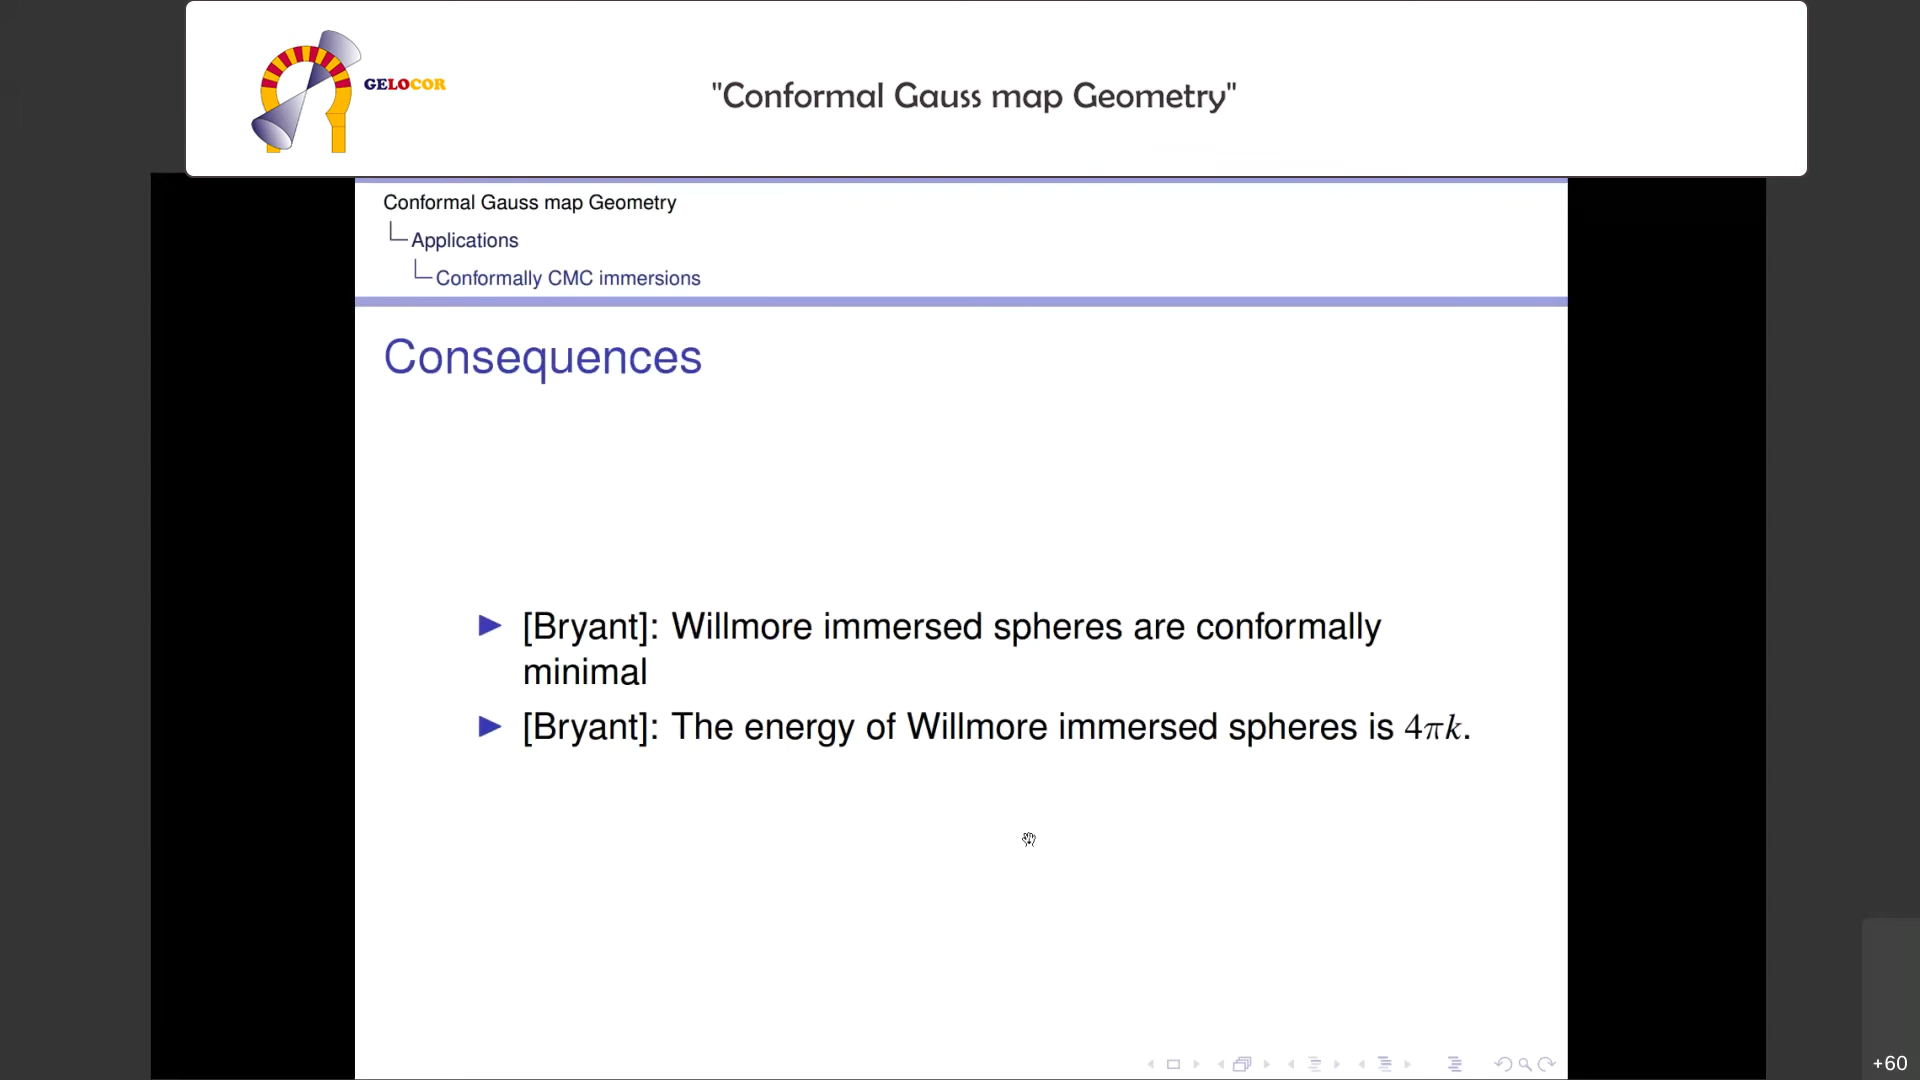 GELOCOR
"Conformal Gauss map Geometry"
Conformal Gauss map Geometry
Applications
Conformally CMC immersions
Consequences
[Bryant]: Willmore immersed spheres are conformally
minimal
[Bryant]: The energy of Willmore immersed spheres is 4πk.
+60